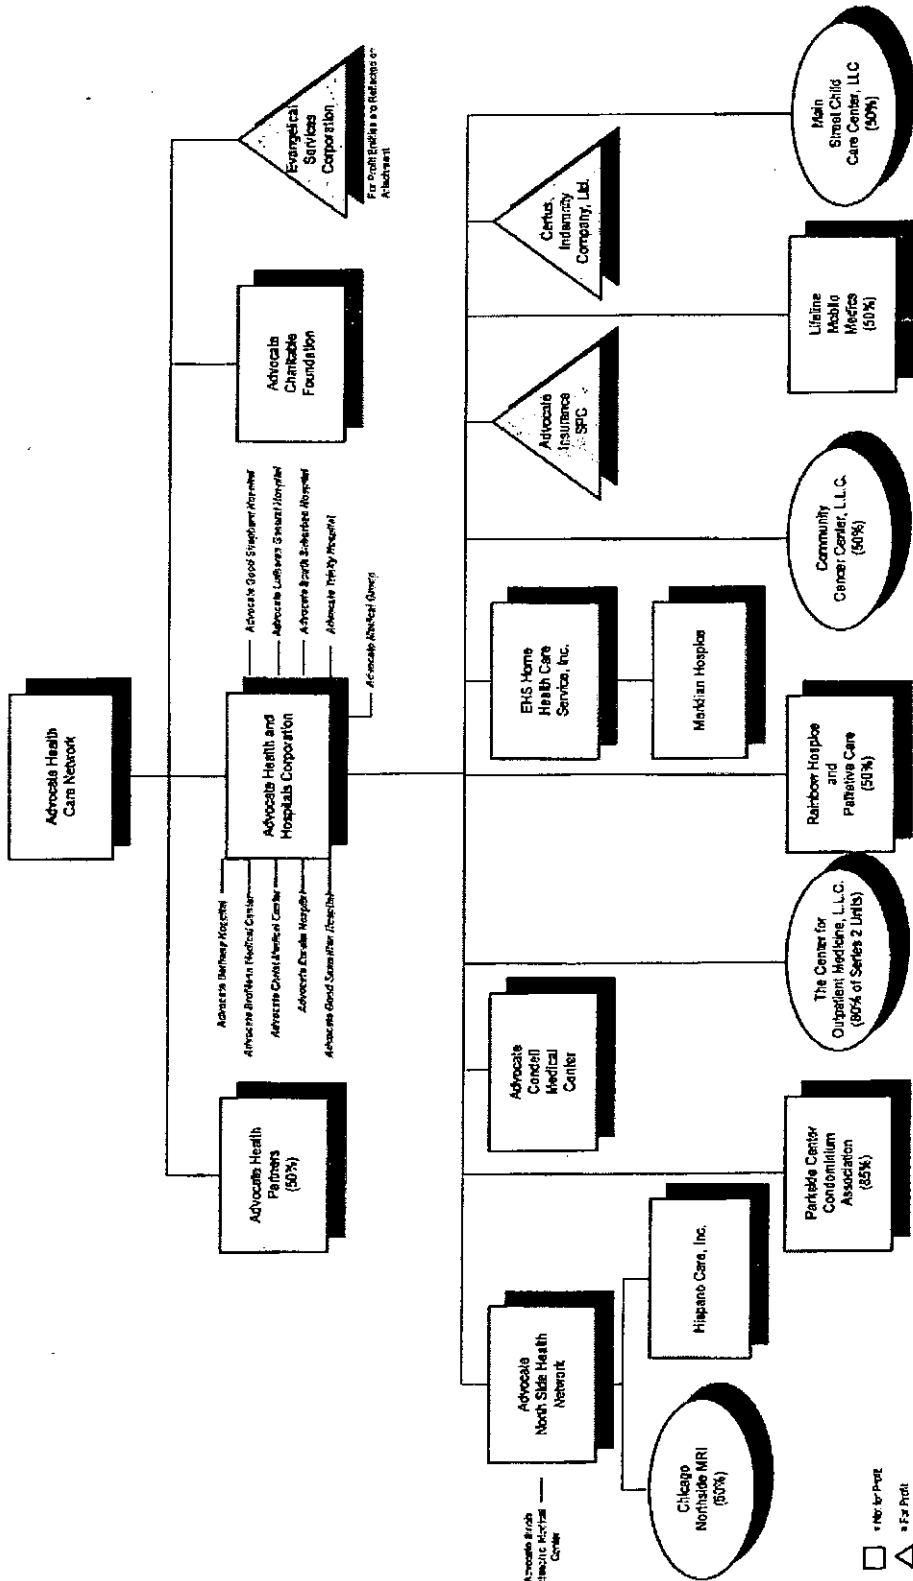 Advocate Health
Care Network
Advocate Health
Partners
(50%)
Advocate Bethany Hospital
Advocate BroMenn Medical Center
Advocate Christ Medical Center
Advocate Eureka Hospital
Advocate Good Samaritan Hospital
Advocate Health and
Hospitals Corporation
Advocate Good Shepherd Hospital
Advocate Lutheran General Hospital
Advocate South Suburban Hospital
Advocate Trinity Hospital
Advocate Medical Group
Advocate
Charitable
Foundation
Evangelical
Services
Corporation
For Profit Entities are Reflected on
Attachment
Advocate
North Side Health
Network
Advocate
Masonic Medical
Center
Chicago
Northside MRI
(50%)
Hispano Care, Inc.
Advocate
Condell
Medical
Center
EHS Home
Health Care
Service, Inc.
Meridian Hospice
Advocate
Insurance
SPC
Certus
Indemnity
Company, Ltd.
Parkside Center
Condominium
Association
(85%)
The Center for
Outpatient Medicine, L.L.C.
(80% of Series 2 Units)
Rainbow Hospice
and
Palliative Care
(50%)
Community
Cancer Center, L.L.C.
(50%)
Lifeline
Mobile
Medics
(50%)
Main
Street Child
Care Center, LLC
(50%)
= Not for Profit
= For Profit